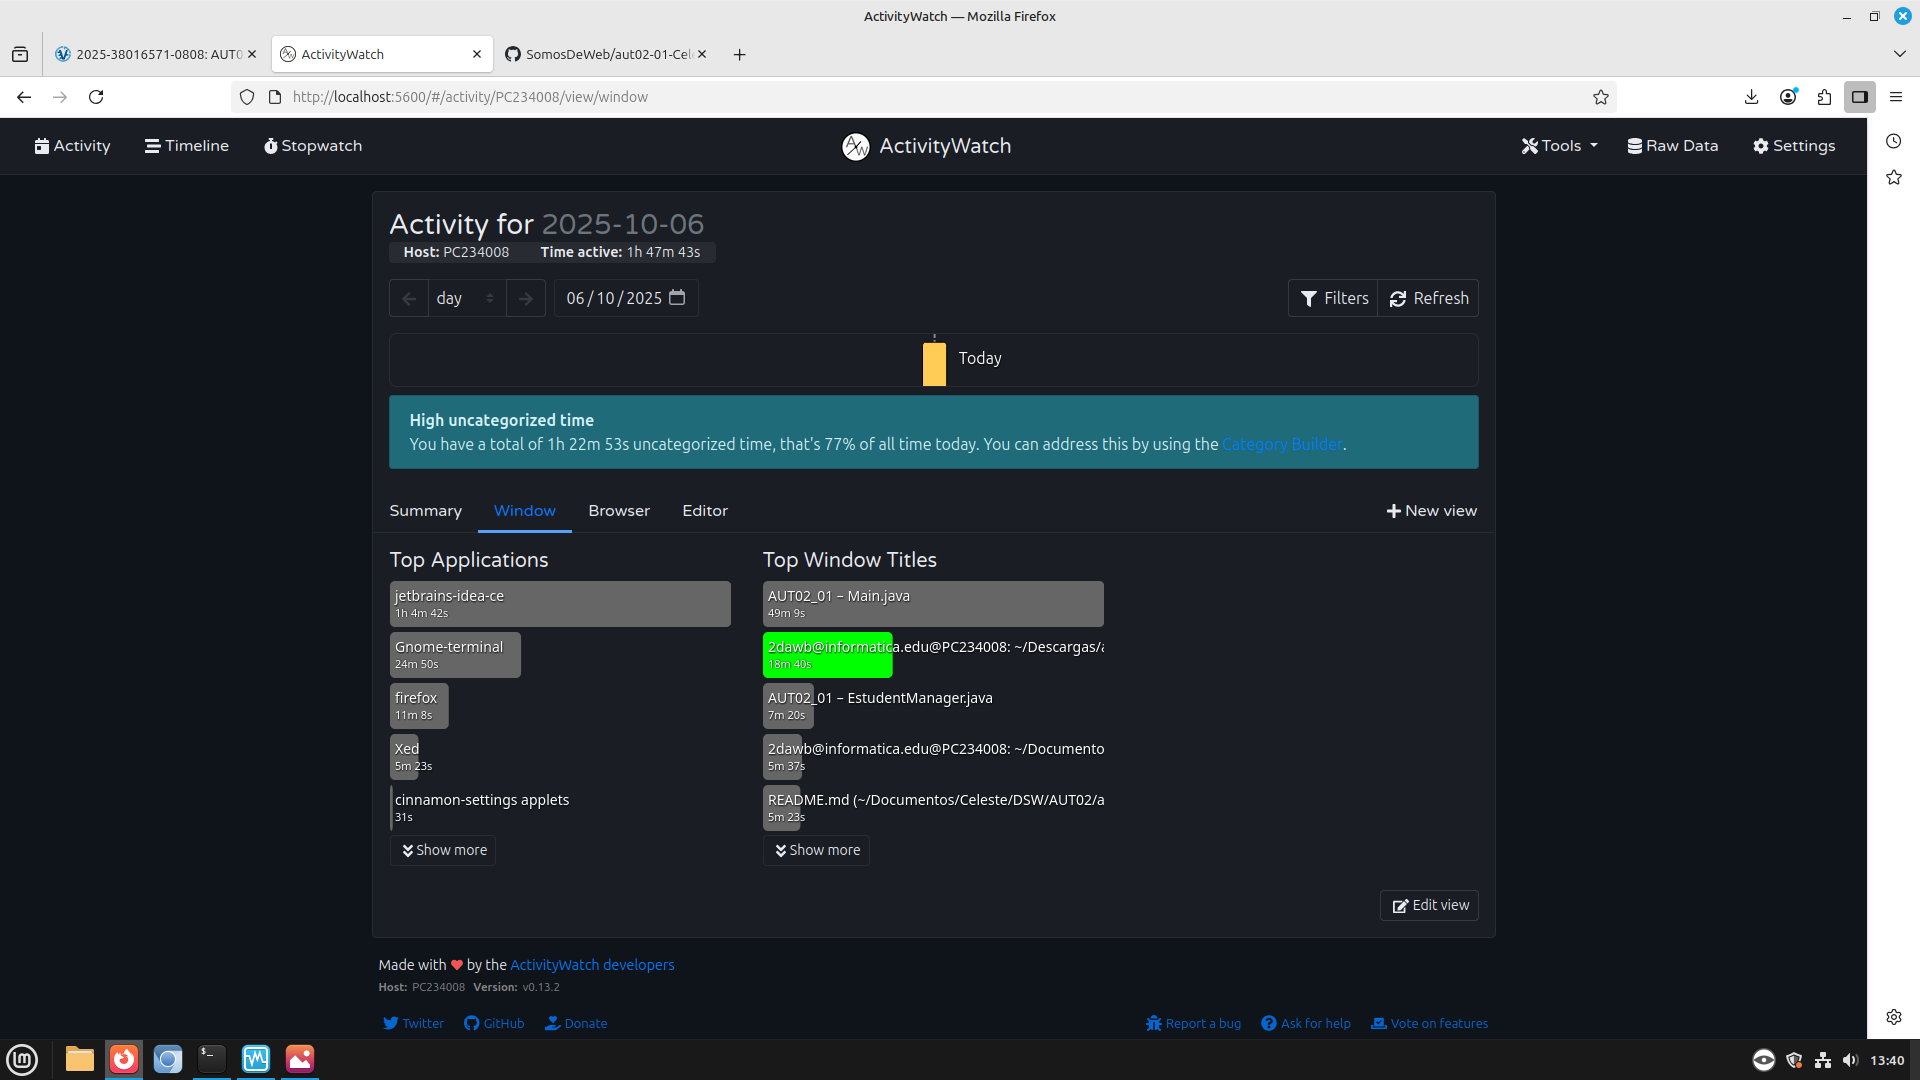 ActivityWatch — Mozilla Firefox
2025-38016571-0808: AUT0
ActivityWatch
SomosDeWeb/aut02-01-Cel
http://localhost:5600/#/activity/PC234008/view/window
Activity
Timeline
Stopwatch
ActivityWatch
Tools
Raw Data
Settings
Activity for 2025-10-06
Host: PC234008 Time active: 1h 47m 43s
day
06/10/2025
Filters
Refresh
Today
High uncategorized time
You have a total of 1h 22m 53s uncategorized time, that's 77% of all time today. You can address this by using the Category Builder.
Summary
Window
Browser
Editor
New view
Top Applications
jetbrains-idea-ce
1h 4m 42s
Gnome-terminal
24m 50s
firefox
11m 8s
Xed
5m 23s
cinnamon-settings applets
31s
Show more
Top Window Titles
AUT02_01 – Main.java
49m 9s
2dawb@informatica.edu@PC234008: ~/Descargas/a
18m 40s
AUT02_01 – EstudentManager.java
7m 20s
2dawb@informatica.edu@PC234008: ~/Documento
5m 37s
README.md (~/Documentos/Celeste/DSW/AUT02/a
5m 23s
Show more
Edit view
Made with ❤ by the ActivityWatch developers
Host: PC234008 Version: v0.13.2
Twitter
GitHub
Donate
Report a bug
Ask for help
Vote on features
13:40